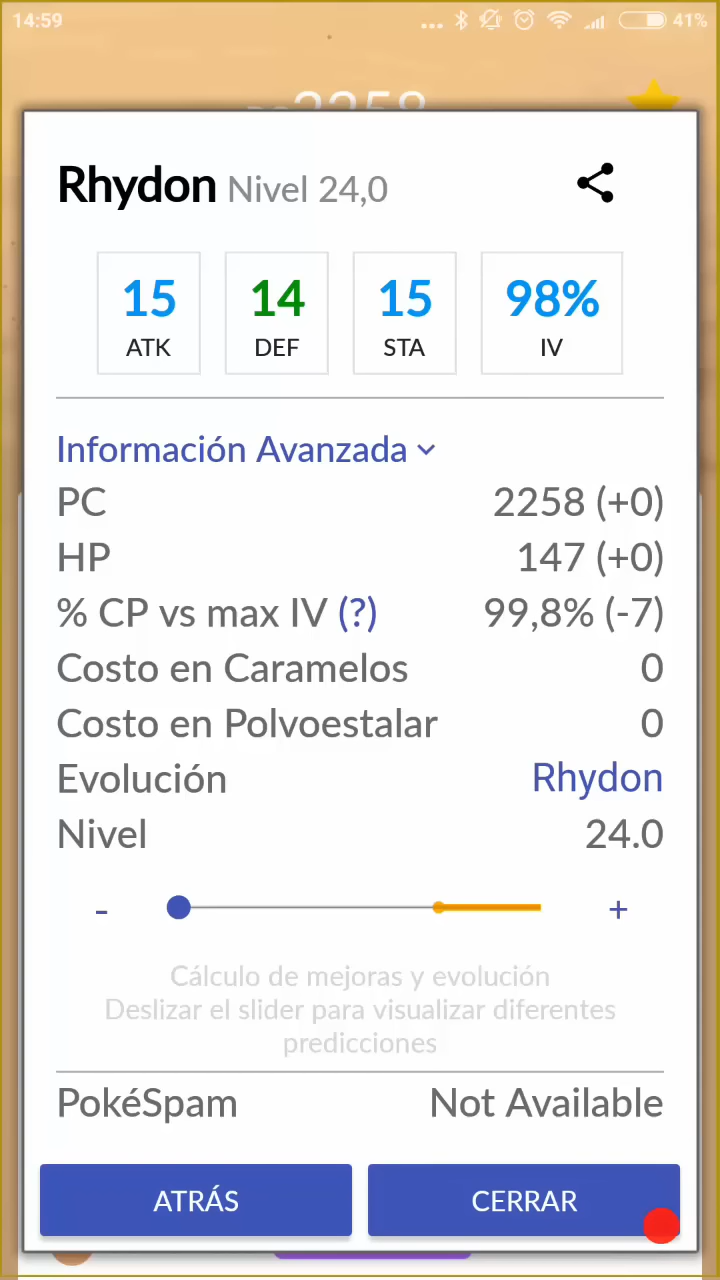 14:59 ... 41%
2258
Rhydon Nivel 24,0
15 14 15 98%
ATK DEF STA IV
Información Avanzada
PC 2258 (+0)
HP 147 (+0)
% CP vs max IV (?) 99,8% (-7)
Costo en Caramelos 0
Costo en Polvoestalar 0
Evolución Rhydon
Nivel 24.0
- +
Cálculo de mejoras y evolución
Deslizar el slider para visualizar diferentes
predicciones
PokéSpam Not Available
ATRÁS CERRAR